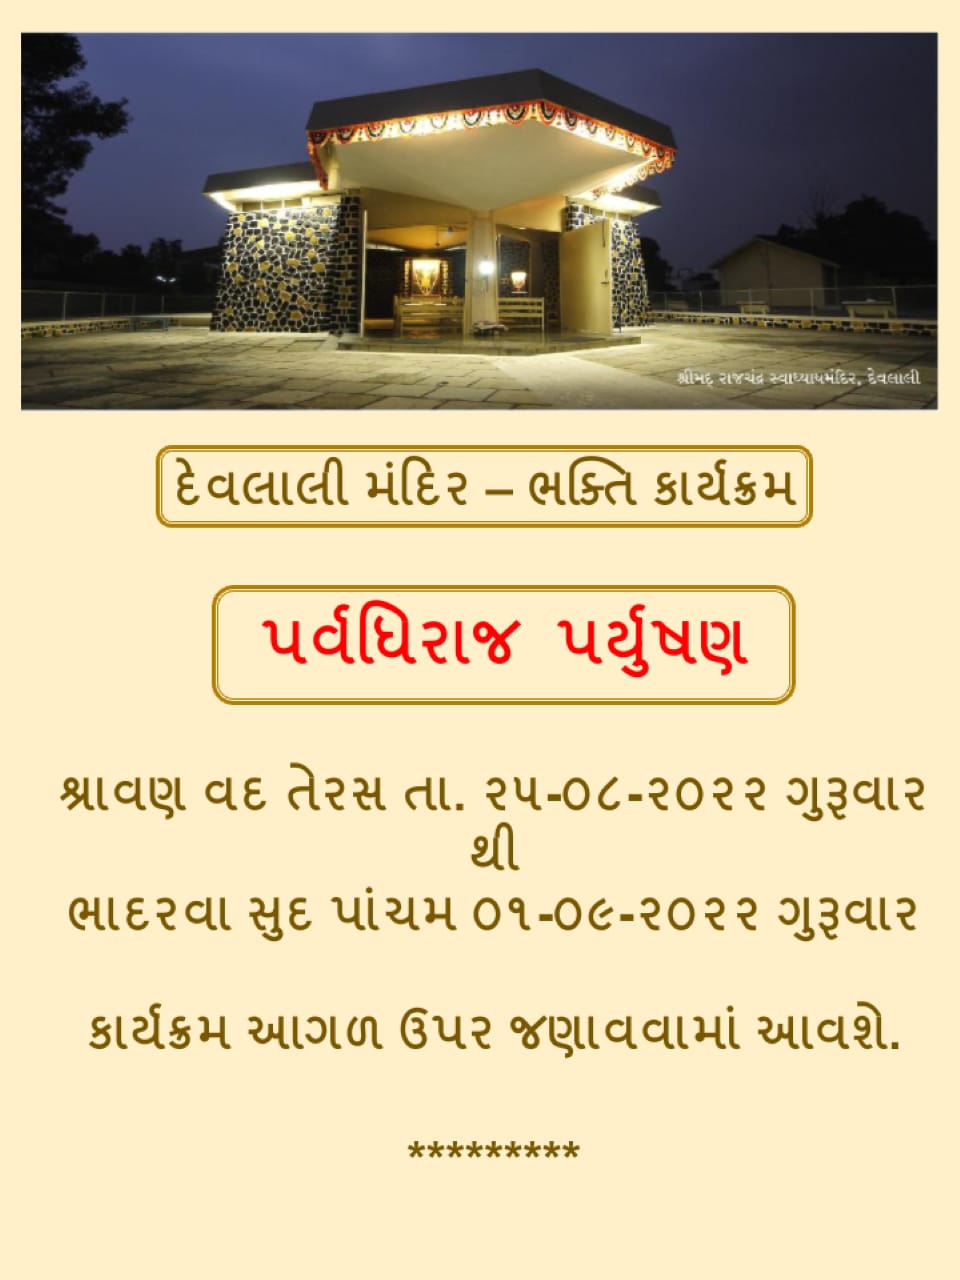 શ્રીમદ્ રાજચંદ્ર સ્વાધ્યાયમંદિર, દેવલાલી
દેવલાલી મંદિર – ભક્તિ કાર્યક્રમ
પર્વધિરાજ પર્યુષણ
શ્રાવણ વદ તેરસ તા. ૨૫-૦૮-૨૦૨૨ ગુરૂવાર
થી
ભાદરવા સુદ પાંચમ ૦૧-૦૯-૨૦૨૨ ગુરૂવાર
કાર્યક્રમ આગળ ઉપર જણાવવામાં આવશે.
*********